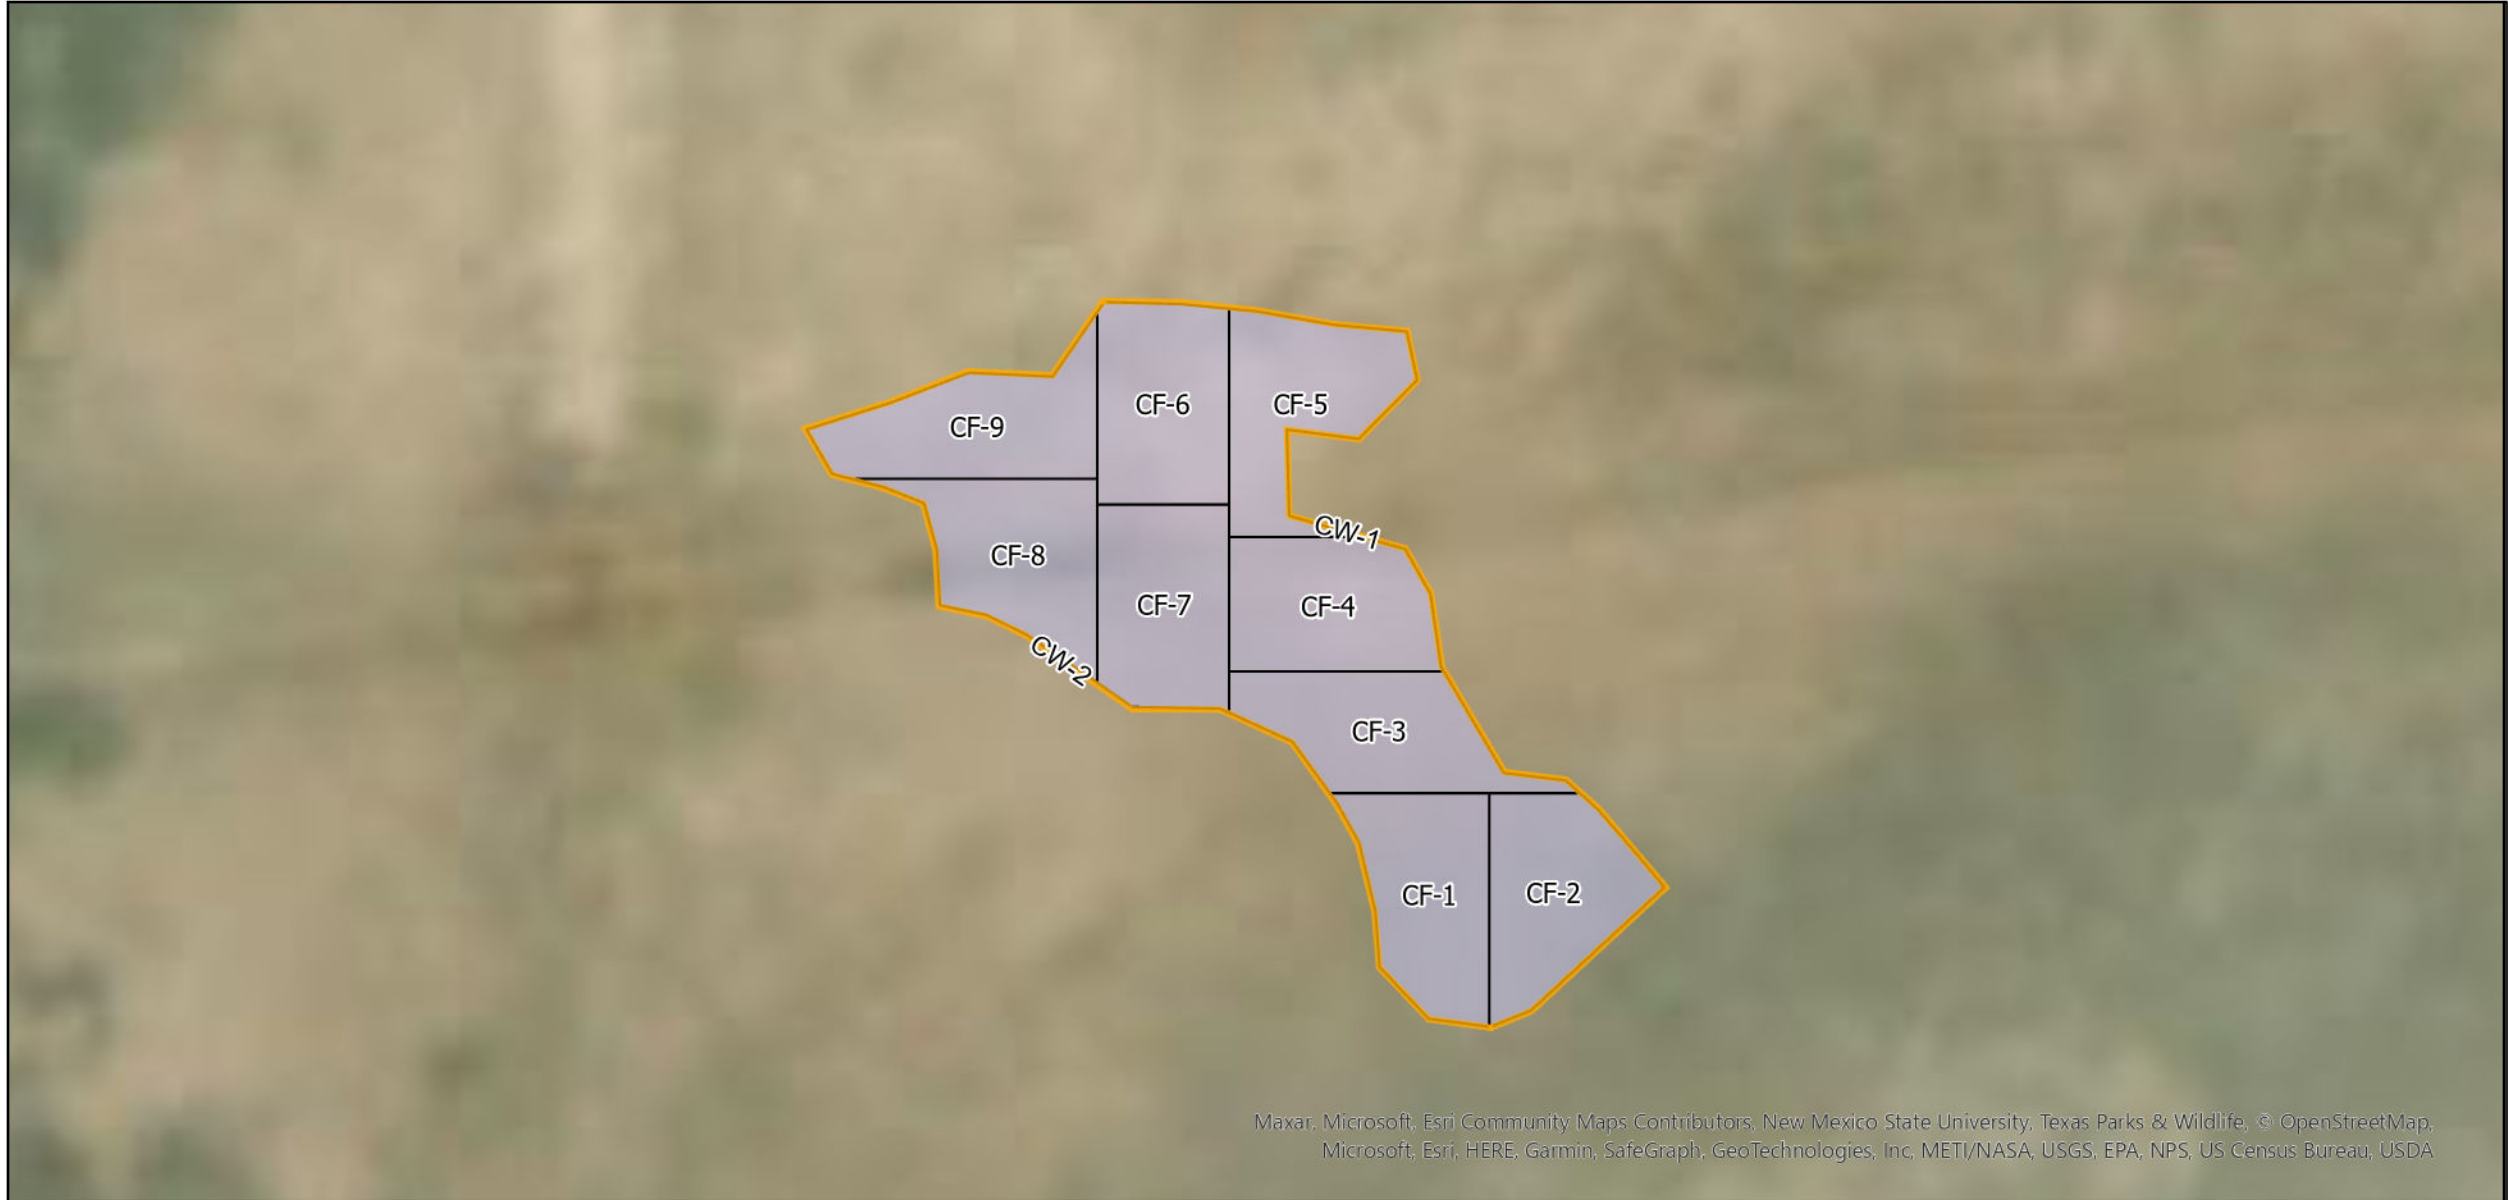 CF-6
CF-5
CF-9
CW-1
CF-8
CF-7
CF-4
CW-2
CF-3
CF-1
CF-2
Maxar, Microsoft, Esri Community Maps Contributors, New Mexico State University, Texas Parks & Wildlife, © OpenStreetMap,
Microsoft, Esri, HERE, Garmin, SafeGraph, GeoTechnologies, Inc, METI/NASA, USGS, EPA, NPS, US Census Bureau, USDA